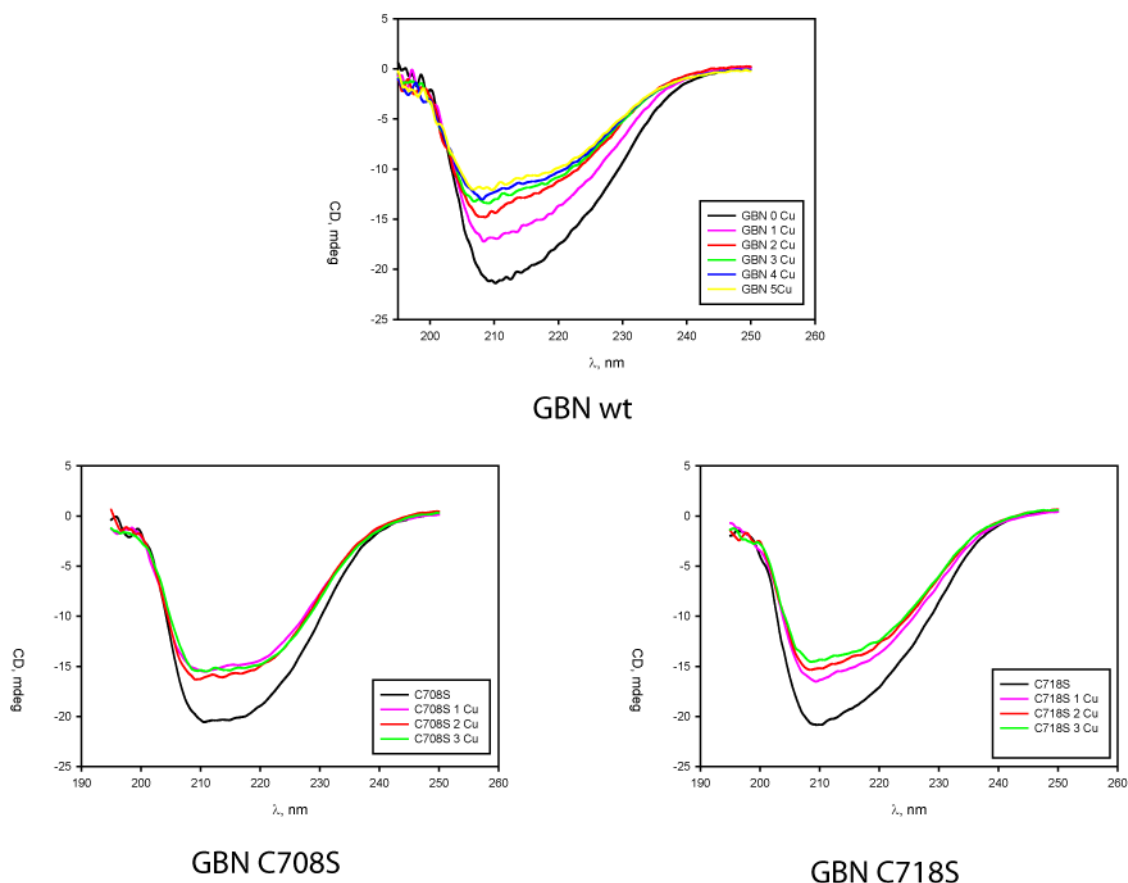 5
0
-5
-10
-15
-20
-25
CD, mdeg
GBN 0 Cu
GBN 1 Cu
GBN 2 Cu
GBN 3 Cu
GBN 4 Cu
GBN 5Cu
200 210 220 230 240 250 260
λ, nm
GBN wt
5
0
-5
-10
-15
-20
-25
CD, mdeg
C708S
C708S 1 Cu
C708S 2 Cu
C708S 3 Cu
190 200 210 220 230 240 250 260
λ, nm
GBN C708S
5
0
-5
-10
-15
-20
-25
CD, mdeg
C718S
C718S 1 Cu
C718S 2 Cu
C718S 3 Cu
190 200 210 220 230 240 250 260
λ, nm
GBN C718S